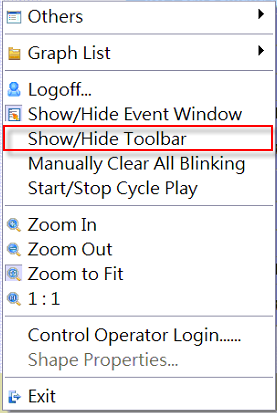 Others
Graph List
Logoff...
Show/Hide Event Window
Show/Hide Toolbar
Manually Clear All Blinking
Start/Stop Cycle Play
Zoom In
Zoom Out
Zoom to Fit
1 : 1
Control Operator Login......
Shape Properties...
Exit